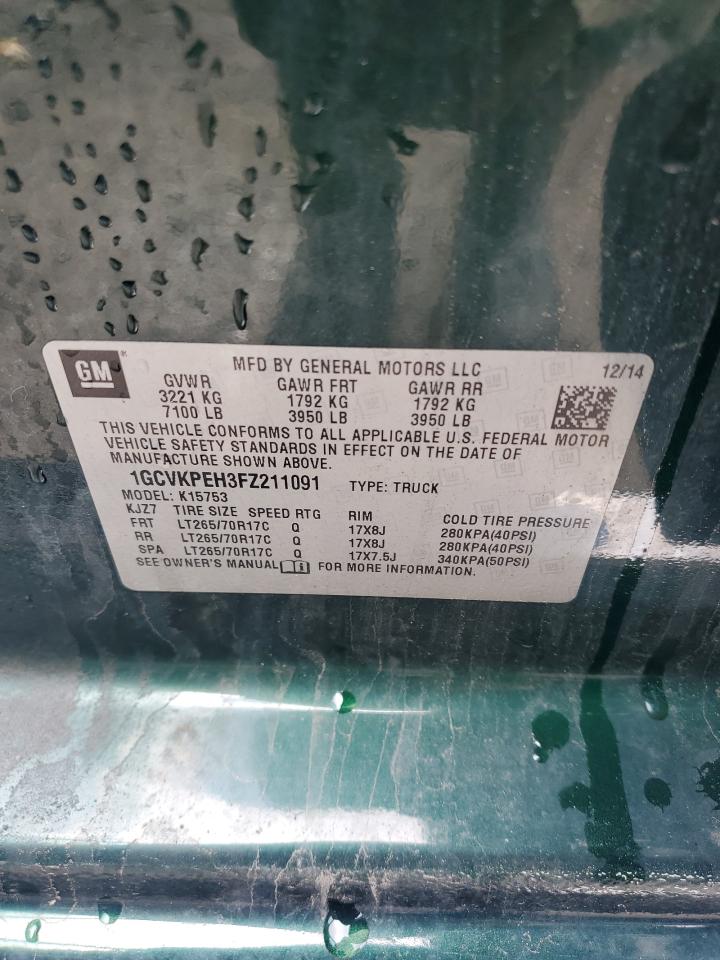 GM
MFD BY GENERAL MOTORS LLC 12/14
GVWR GAWR FRT GAWR RR
3221 KG 1792 KG 1792 KG
7100 LB 3950 LB 3950 LB
THIS VEHICLE CONFORMS TO ALL APPLICABLE U.S. FEDERAL MOTOR
VEHICLE SAFETY STANDARDS IN EFFECT ON THE DATE OF
MANUFACTURE SHOWN ABOVE.
1GCVKPEH3FZ211091 TYPE: TRUCK
MODEL: K15753
KJZ7 TIRE SIZE SPEED RTG RIM COLD TIRE PRESSURE
FRT LT265/70R17C Q 17X8J 280KPA(40PSI)
RR LT265/70R17C Q 17X8J 280KPA(40PSI)
SPA LT265/70R17C Q 17X7.5J 340KPA(50PSI)
SEE OWNER'S MANUAL FOR MORE INFORMATION.